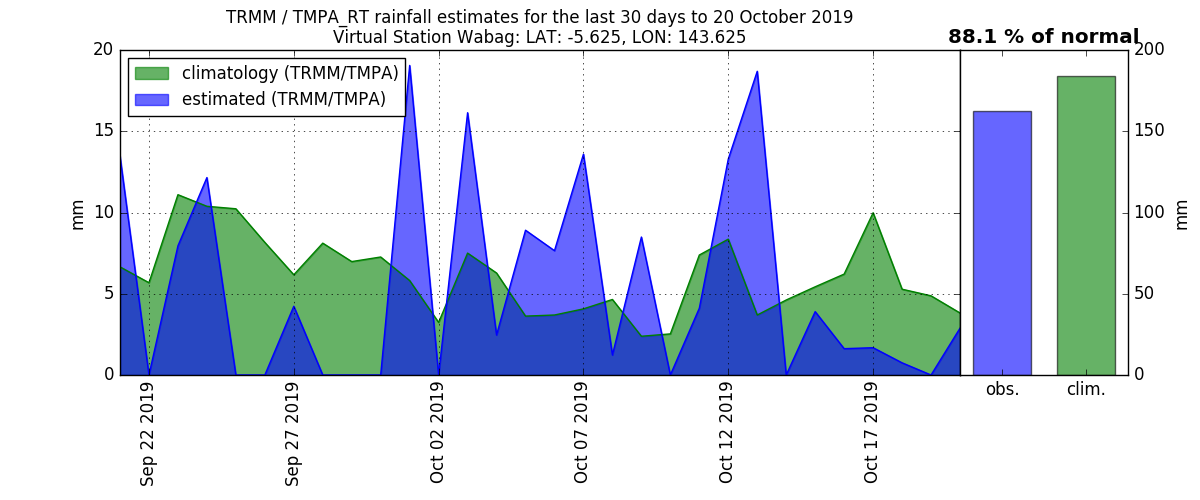 TRMM / TMPA_RT rainfall estimates for the last 30 days to 20 October 2019
Virtual Station Wabag: LAT: -5.625, LON: 143.625
88.1 % of normal
climatology (TRMM/TMPA)
estimated (TRMM/TMPA)
20
15
10
5
0
mm
Sep 22 2019
Sep 27 2019
Oct 02 2019
Oct 07 2019
Oct 12 2019
Oct 17 2019
200
150
100
50
0
mm
obs.
clim.